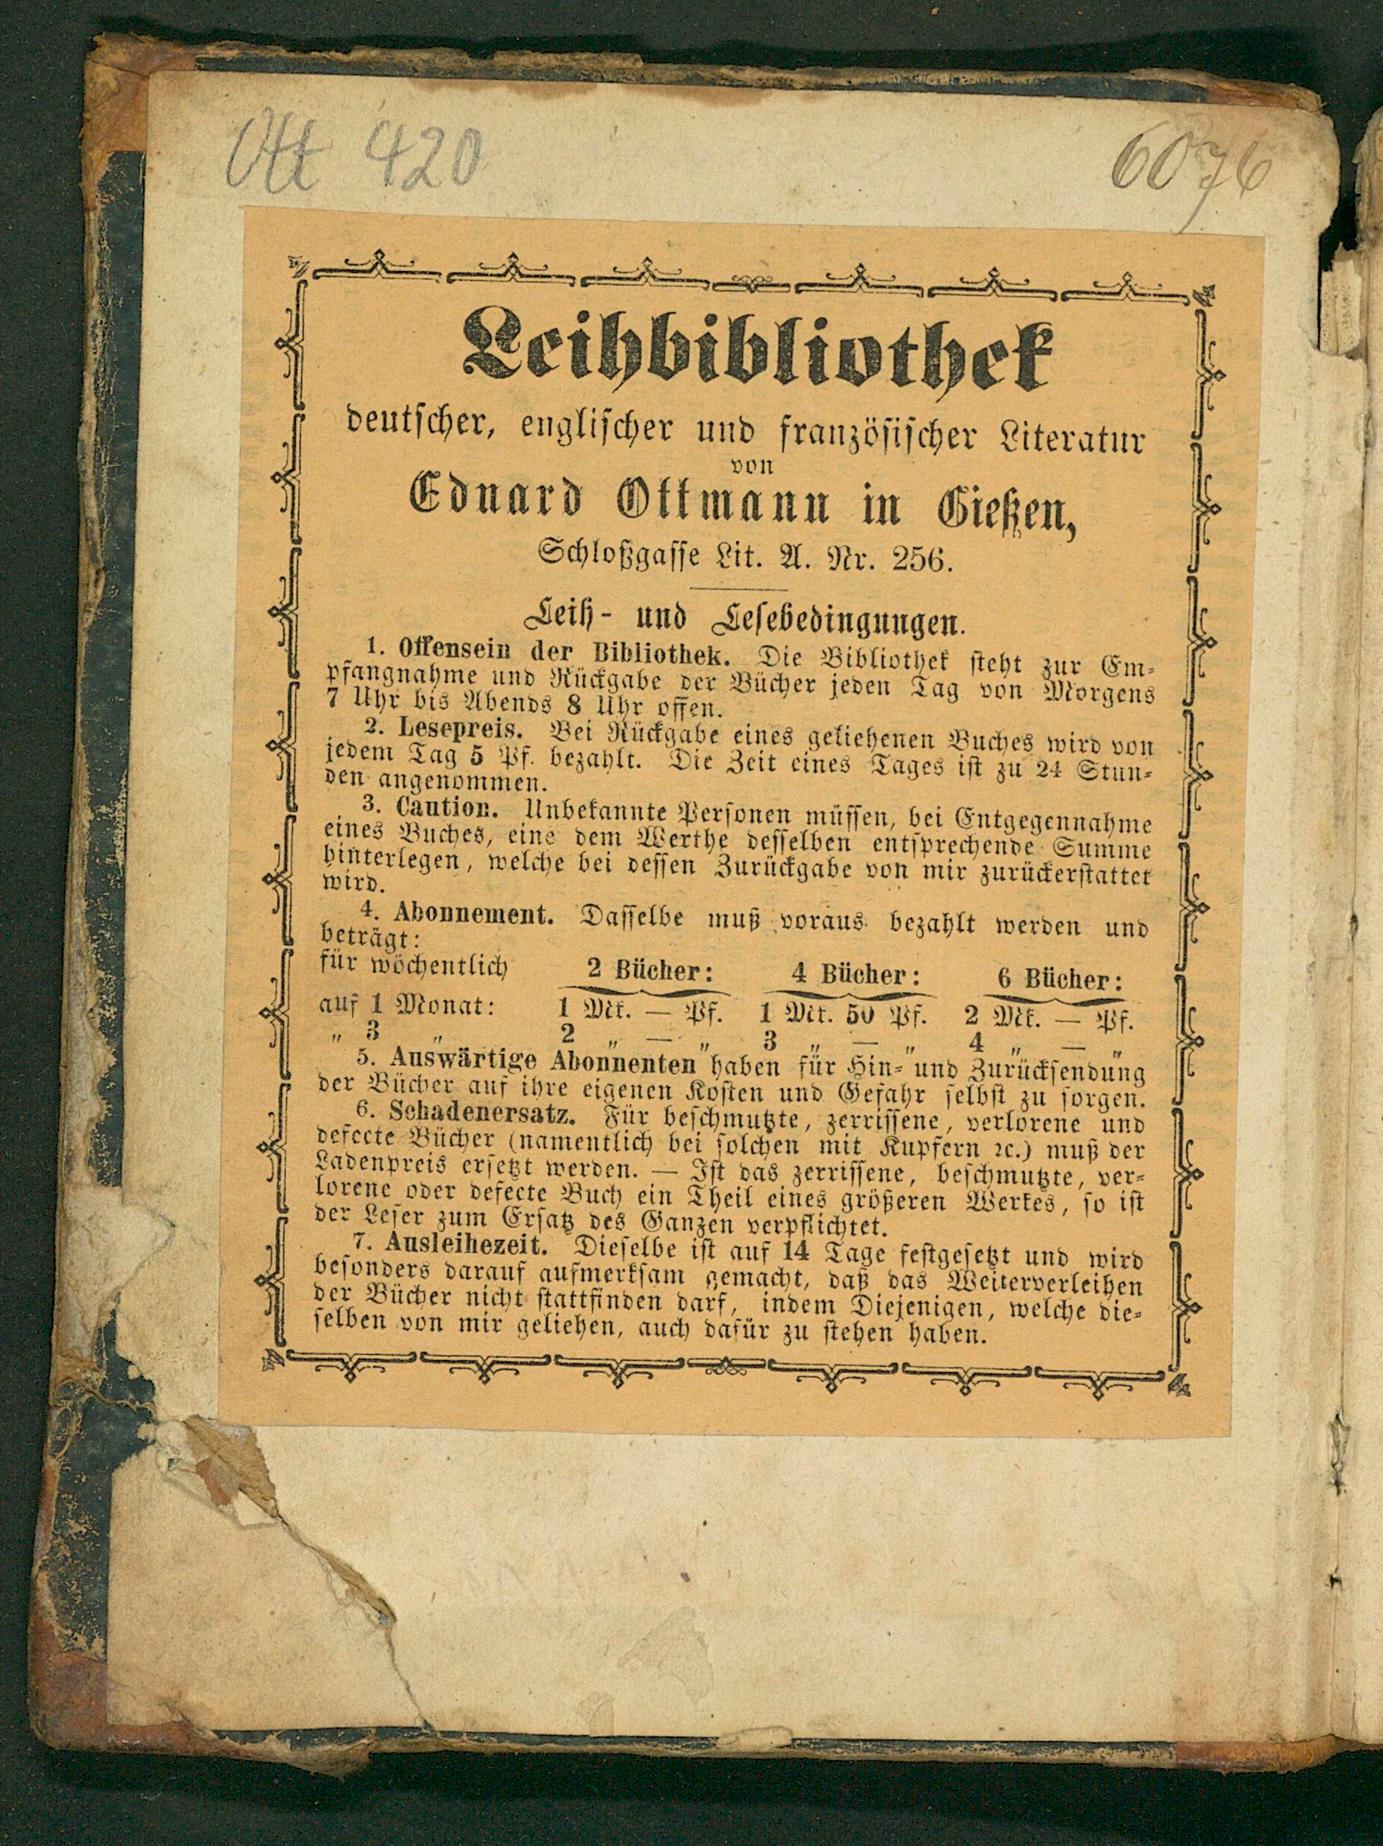 Ott 420
6076
Leihbibliothek
deutscher, englischer und französischer Literatur
von
Eduard Ottmann in Gießen,
Schloßgasse Lit. A. Nr. 256.
Leih- und Lesebedingungen.
1. Offensein der Bibliothek. Die Bibliothek steht zur Em-
pfangnahme und Rückgabe der Bücher jeden Tag von Morgens
7 Uhr bis Abends 8 Uhr offen.
2. Lesepreis. Bei Rückgabe eines geliehenen Buches wird von
jedem Tag 5 Pf. bezahlt. Die Zeit eines Tages ist zu 24 Stun-
den angenommen.
3. Caution. Unbekannte Personen müssen, bei Entgegennahme
eines Buches, eine dem Werthe desselben entsprechende Summe
hinterlegen, welche bei dessen Zurückgabe von mir zurückerstattet
wird.
4. Abonnement. Dasselbe muß voraus bezahlt werden und
beträgt:
für wöchentlich 2 Bücher: 4 Bücher: 6 Bücher:
auf 1 Monat: 1 Mk. — Pf. 1 Mk. 50 Pf. 2 Mk. — Pf.
„ 3 „ 2 „ — „ 3 „ — „ 4 „ — „
5. Auswärtige Abonnenten haben für Hin- und Zurücksendung
der Bücher auf ihre eigenen Kosten und Gefahr selbst zu sorgen.
6. Schadenersatz. Für beschmutzte, zerrissene, verlorene und
defecte Bücher (namentlich bei solchen mit Kupfern ꝛc.) muß der
Ladenpreis ersetzt werden. — Ist das zerrissene, beschmutzte, ver-
lorene oder defecte Buch ein Theil eines größeren Werkes, so ist
der Leser zum Ersatz des Ganzen verpflichtet.
7. Ausleihezeit. Dieselbe ist auf 14 Tage festgesetzt und wird
besonders darauf aufmerksam gemacht, daß das Weiterverleihen
der Bücher nicht stattfinden darf, indem Diejenigen, welche die-
selben von mir geliehen, auch dafür zu stehen haben.